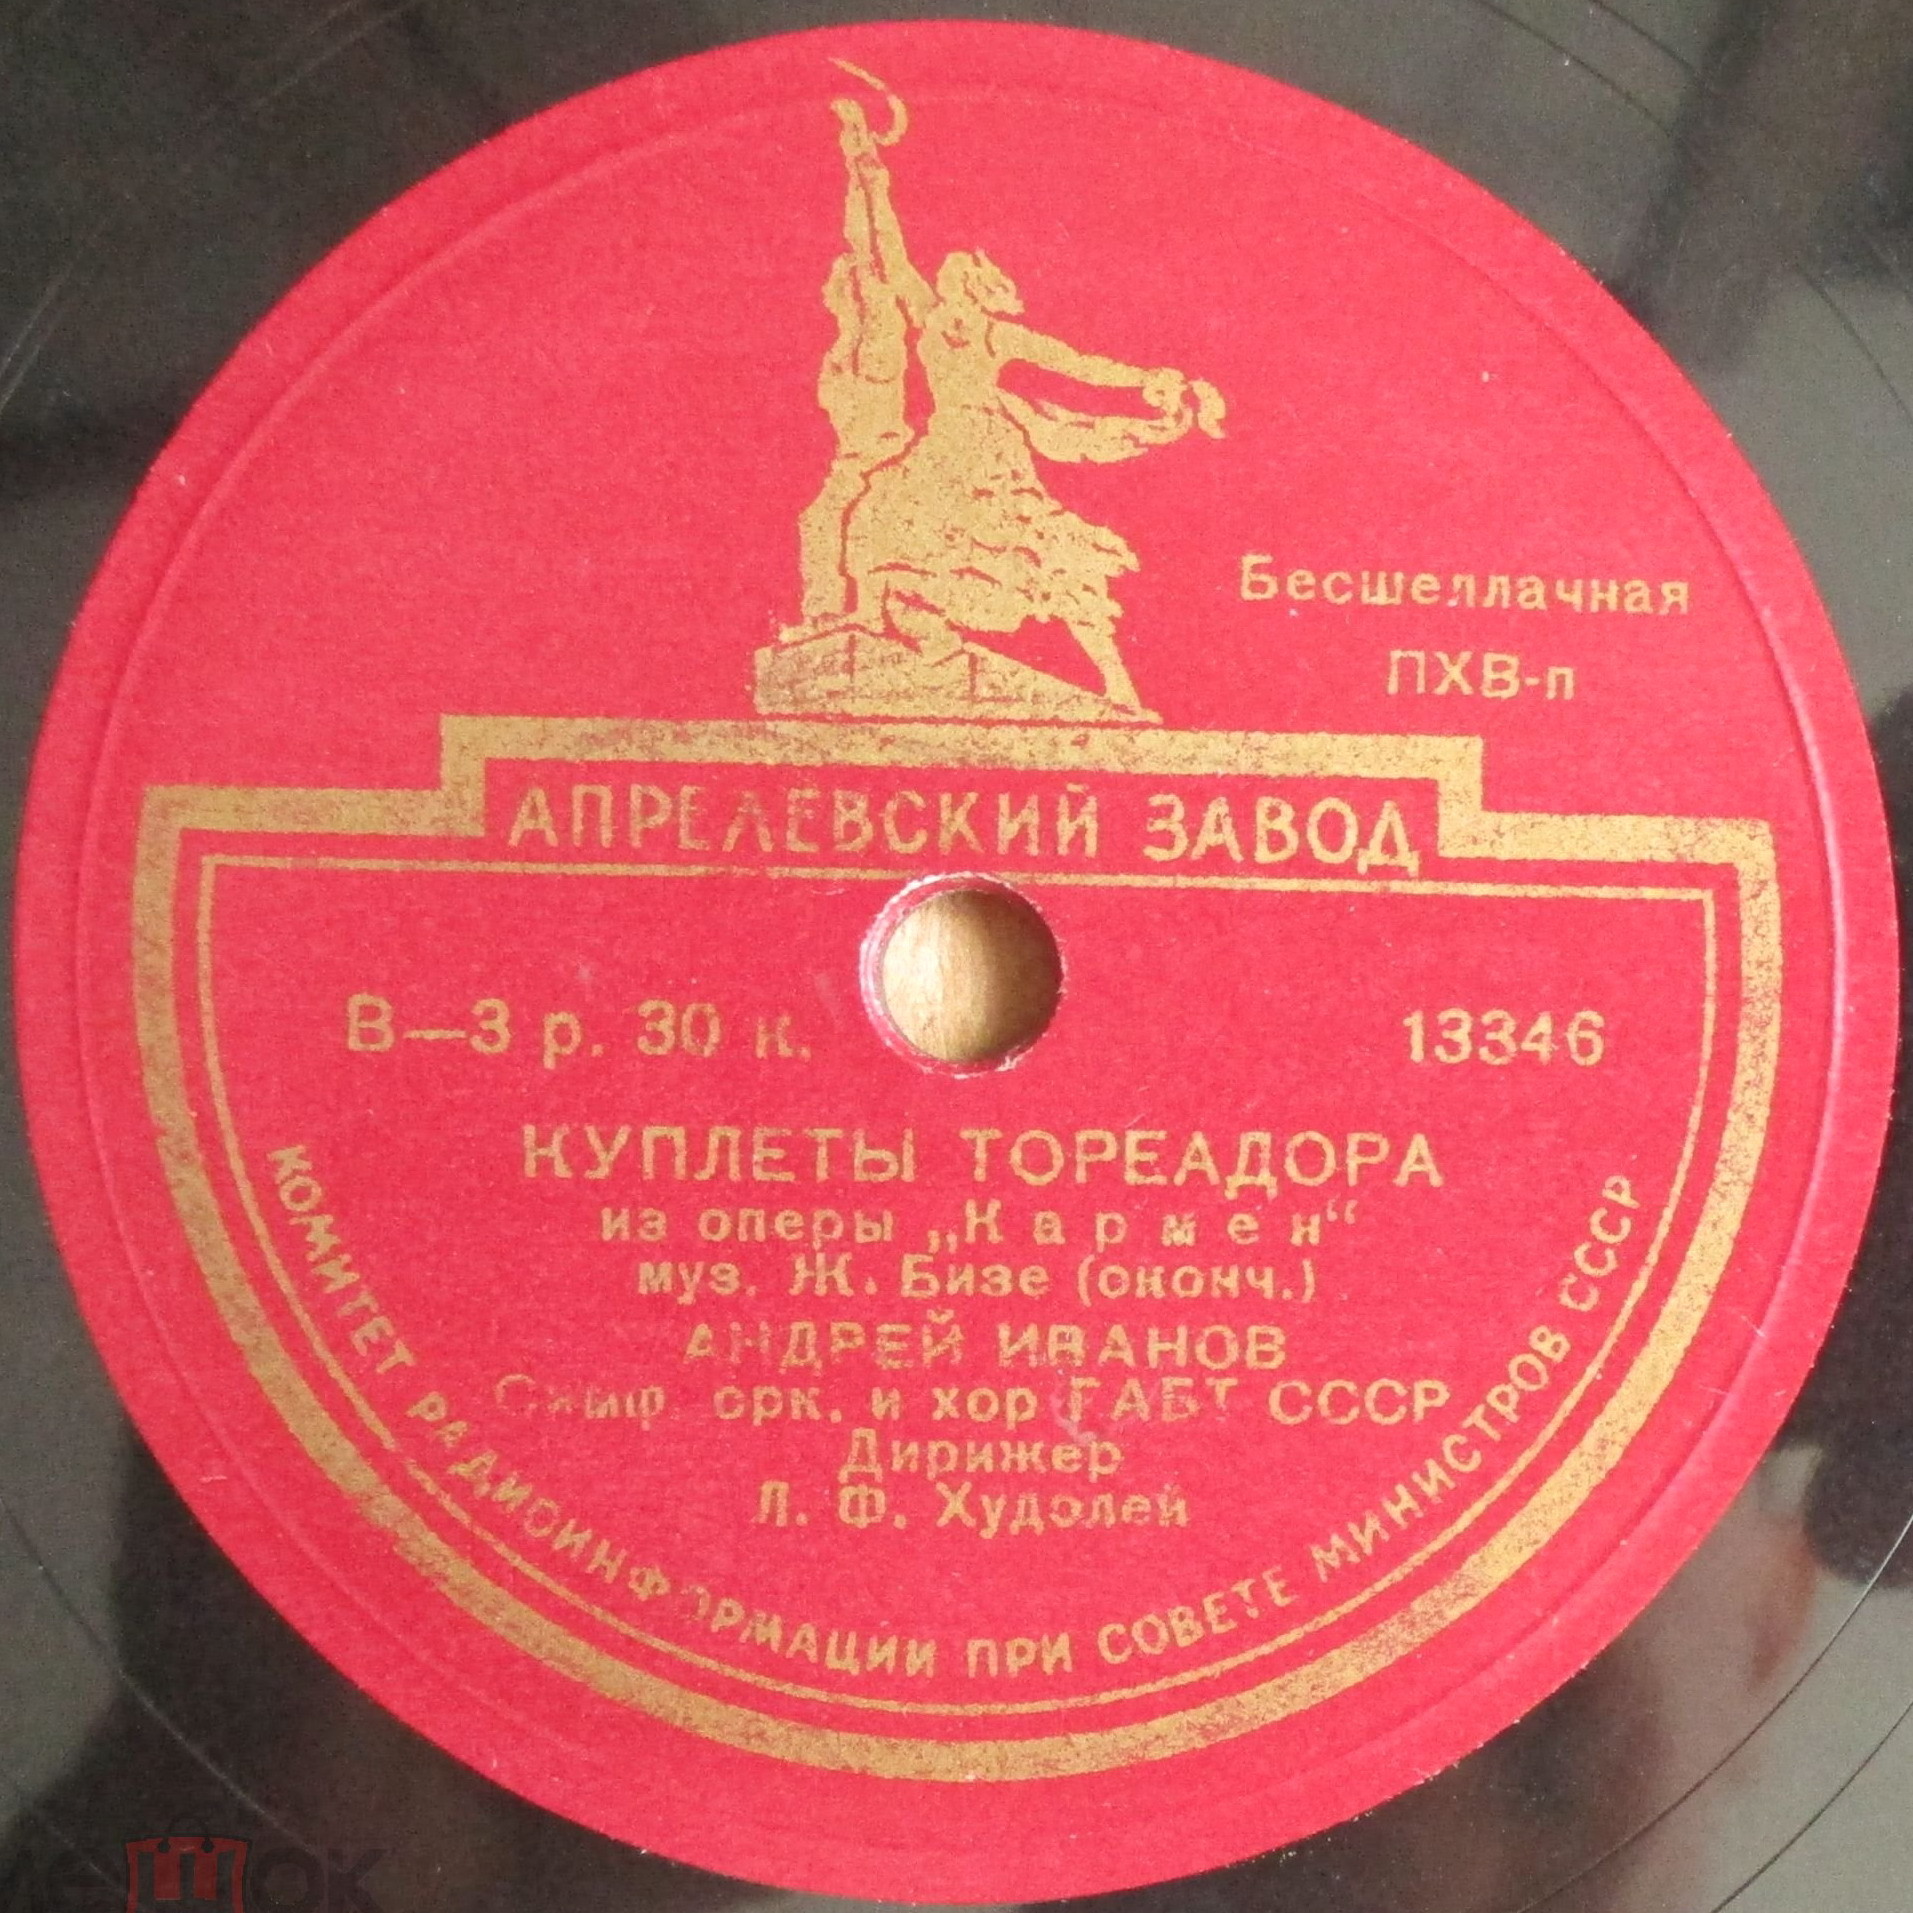 Бесшеллачная
ПХВ-п
АПРЕЛЕВСКИЙ ЗАВОД
В—3 р. 30 к.
13346
КУПЛЕТЫ ТОРЕАДОРА
из оперы „Кармен“
муз. Ж. Бизе (оконч.)
АНДРЕЙ ИВАНОВ
Симф. орк. и хор ГАБТ СССР
Дирижер
Л. Ф. Худолей
КОМИТЕТ РАДИОИНФОРМАЦИИ ПРИ СОВЕТЕ МИНИСТРОВ СССР